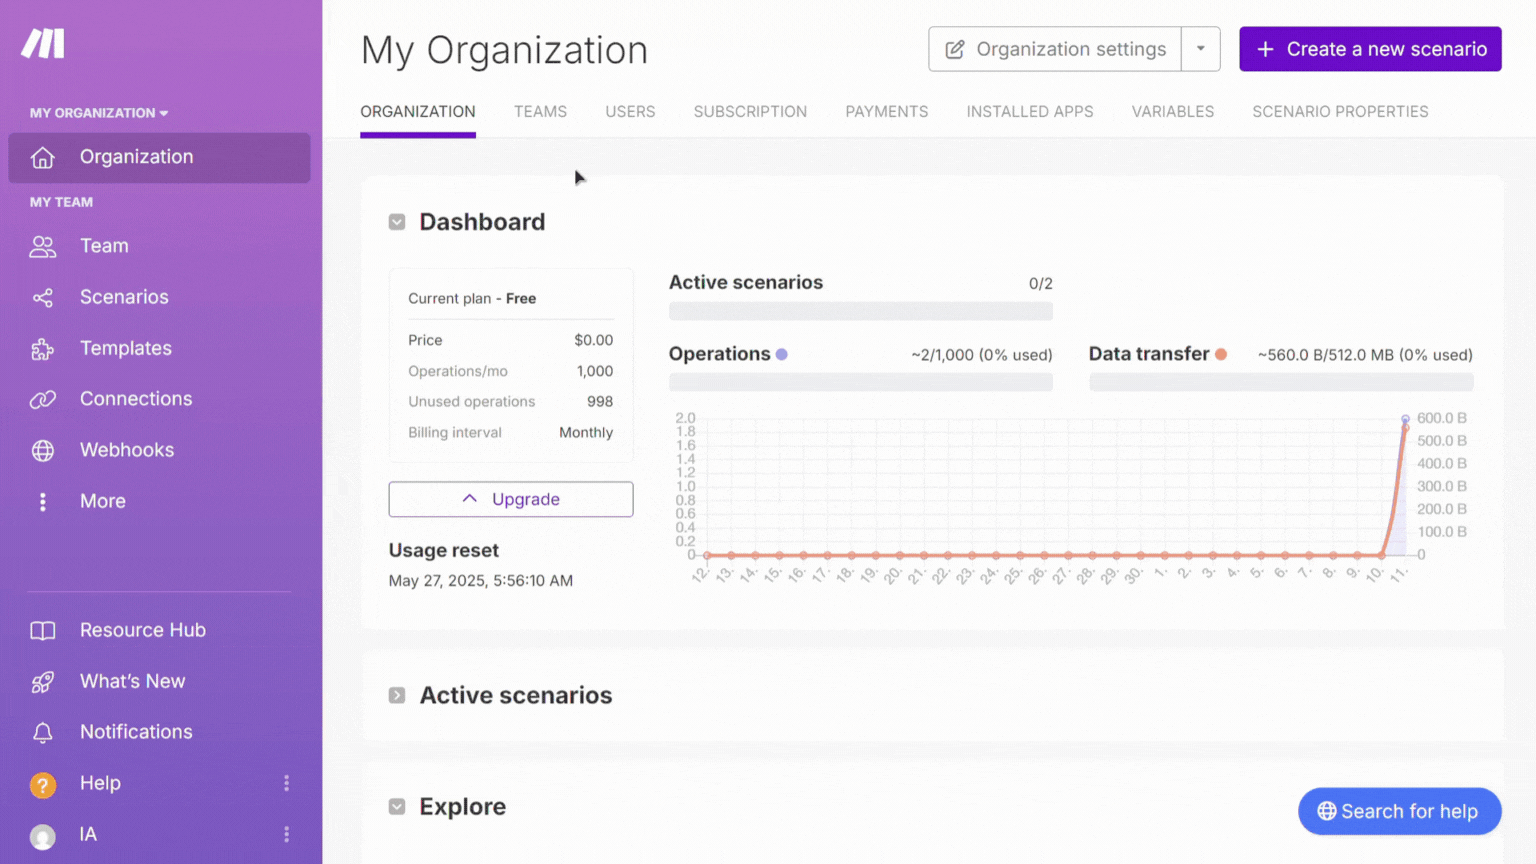 MY ORGANIZATION
Organization
MY TEAM
Team
Scenarios
Templates
Connections
Webhooks
More
Resource Hub
What's New
Notifications
? Help
IA
My Organization
Organization settings
+ Create a new scenario
ORGANIZATION TEAMS USERS SUBSCRIPTION PAYMENTS INSTALLED APPS VARIABLES SCENARIO PROPERTIES
Dashboard
Current plan - Free
Price $0.00
Operations/mo 1,000
Unused operations 998
Billing interval Monthly
Upgrade
Usage reset
May 27, 2025, 5:56:10 AM
Active scenarios 0/2
Operations ~2/1,000 (0% used)
Data transfer ~560.0 B/512.0 MB (0% used)
2.0
1.8
1.6
1.4
1.2
1.0
0.8
0.6
0.4
0.2
0
600.0 B
500.0 B
400.0 B
300.0 B
200.0 B
100.0 B
0
12. 13. 14. 15. 16. 17. 18. 19. 20. 21. 22. 23. 24. 25. 26. 27. 28. 29. 30. 1. 2. 3. 4. 5. 6. 7. 8. 9. 10. 11.
Active scenarios
Explore
Search for help